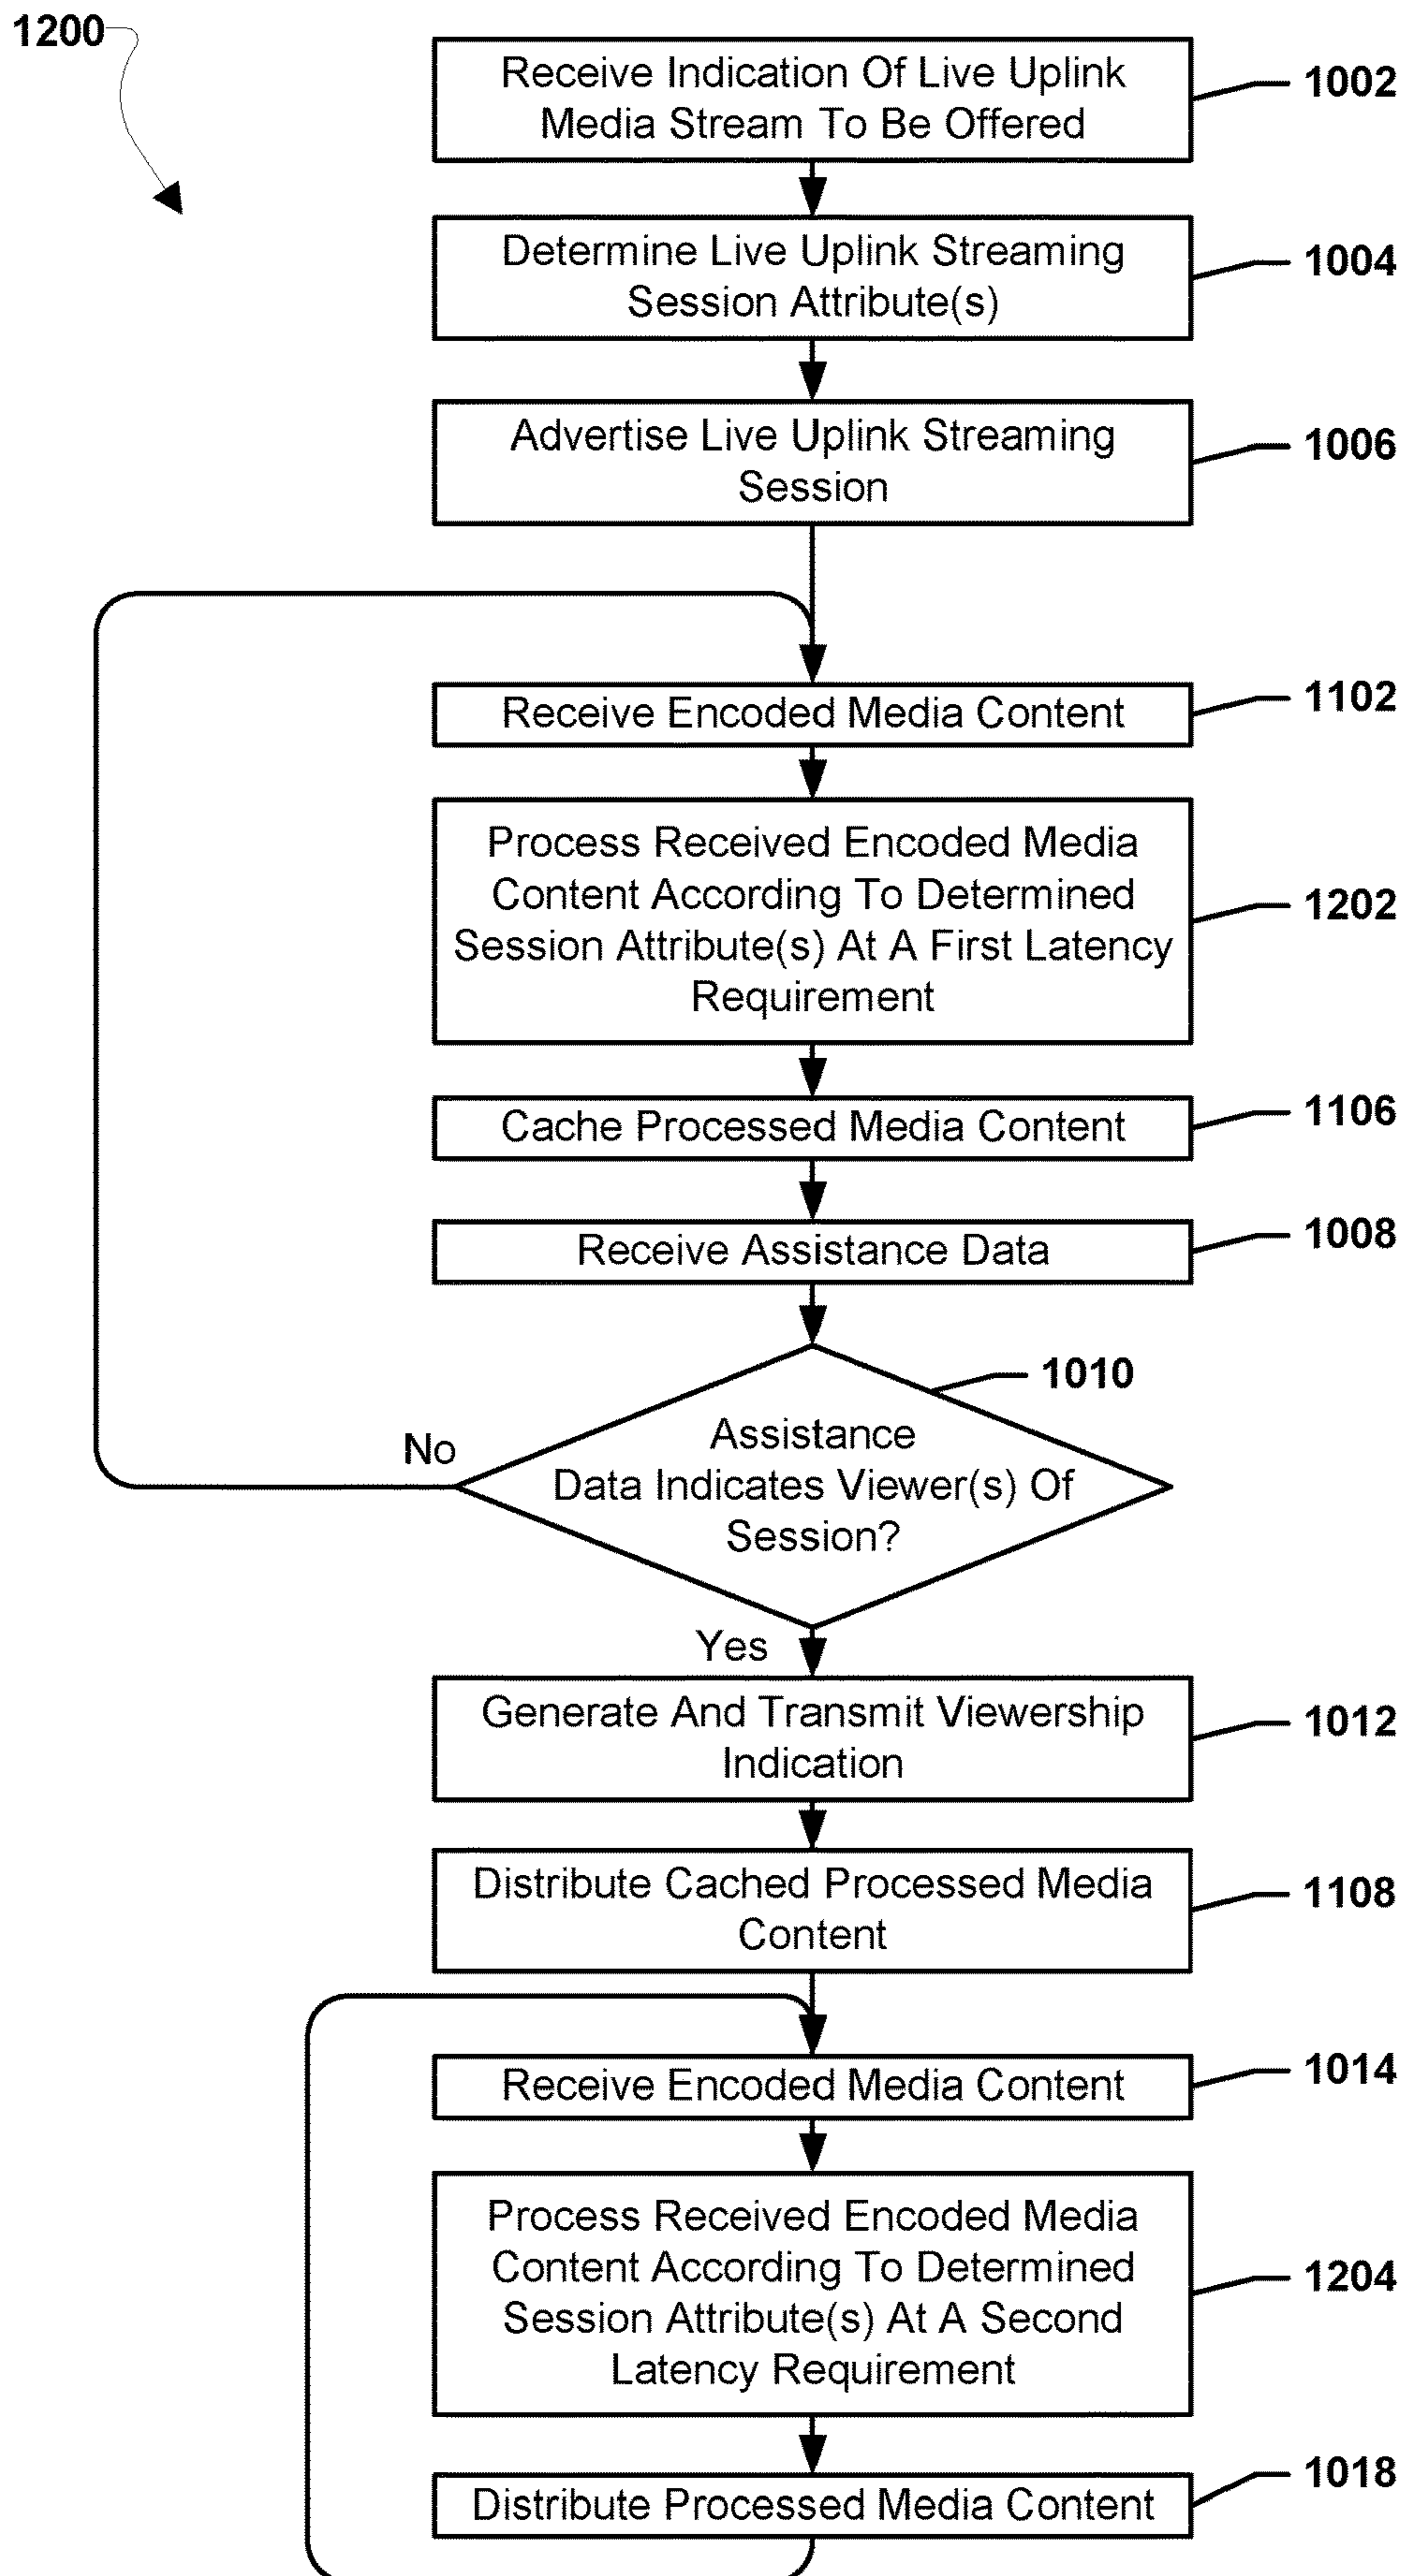 1200
Receive Indication Of Live Uplink
Media Stream To Be Offered
1002
Determine Live Uplink Streaming
Session Attribute(s)
1004
Advertise Live Uplink Streaming
Session
1006
Receive Encoded Media Content
1102
Process Received Encoded Media
Content According To Determined
Session Attribute(s) At A First Latency
Requirement
1202
Cache Processed Media Content
1106
Receive Assistance Data
1008
1010
Assistance
Data Indicates Viewer(s) Of
Session?
No
Yes
Generate And Transmit Viewership
Indication
1012
Distribute Cached Processed Media
Content
1108
Receive Encoded Media Content
1014
Process Received Encoded Media
Content According To Determined
Session Attribute(s) At A Second
Latency Requirement
1204
Distribute Processed Media Content
1018